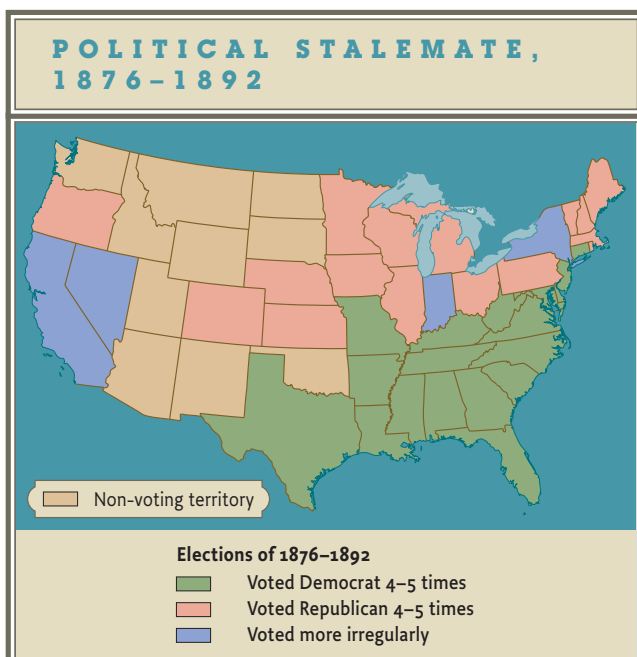 POLITICAL STALEMATE,
1876–1892
Non-voting territory
Elections of 1876–1892
Voted Democrat 4–5 times
Voted Republican 4–5 times
Voted more irregularly